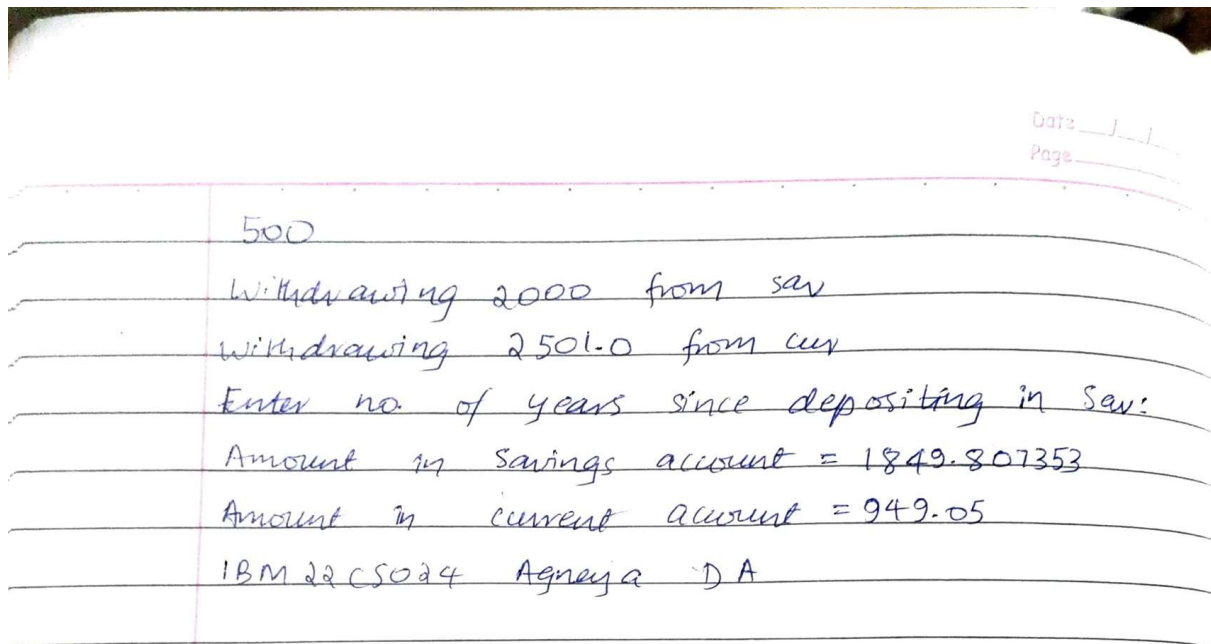 Date
Page
500
Withdrawing 2000 from sav
withdrawing 2501.0 from cur
Enter no. of years since depositing in Sav:
Amount in Savings account = 1849.807353
Amount in current account = 949.05
1BM22CS024 Agneya D A